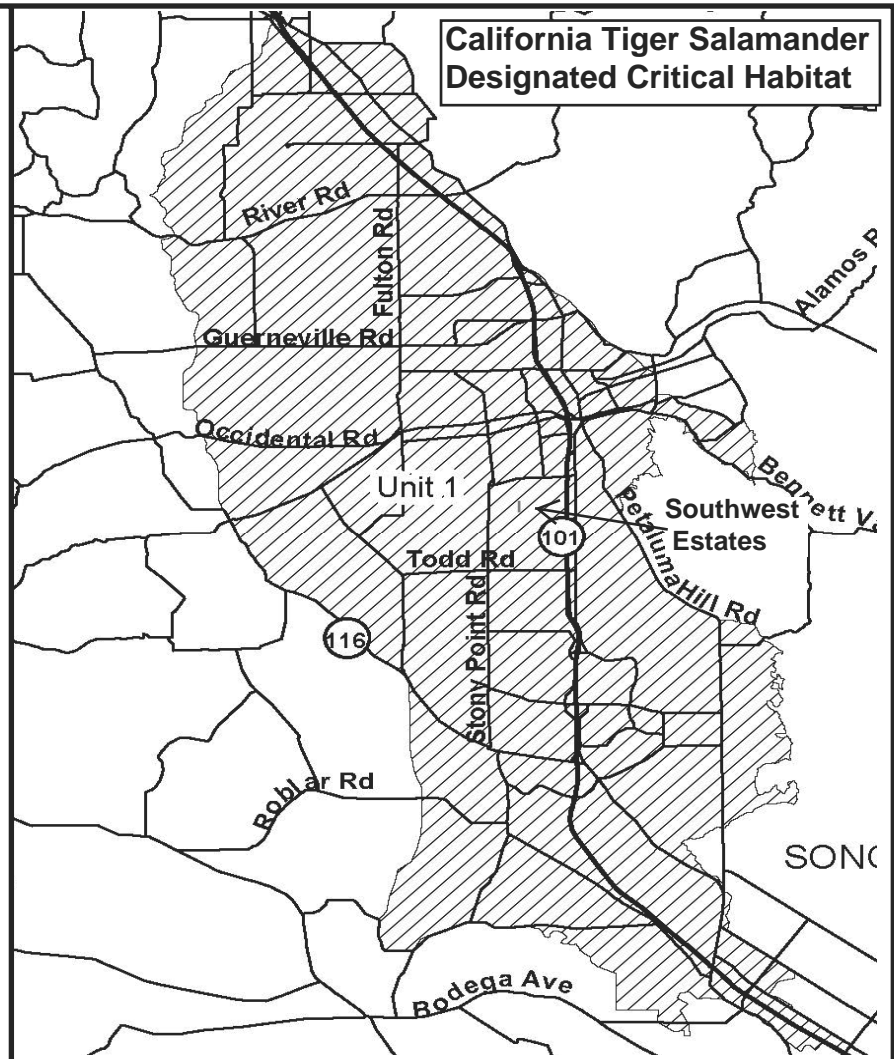 California Tiger Salamander
Designated Critical Habitat
River Rd
Fulton Rd
Alamos
Guerneville Rd
Occidental Rd
Unit 1
Bennett V
Southwest
Estates
Petaluma Hill Rd
101
Todd Rd
Stony Point Rd
116
Roblar Rd
SONO
Bodega Ave